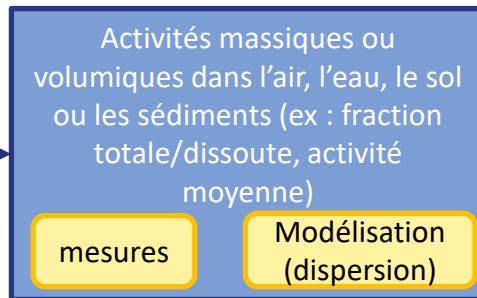 Activités massiques ou
volumiques dans l’air, l’eau, le sol
ou les sédiments (ex : fraction
totale/dissoute, activité
moyenne)
mesures
Modélisation
(dispersion)